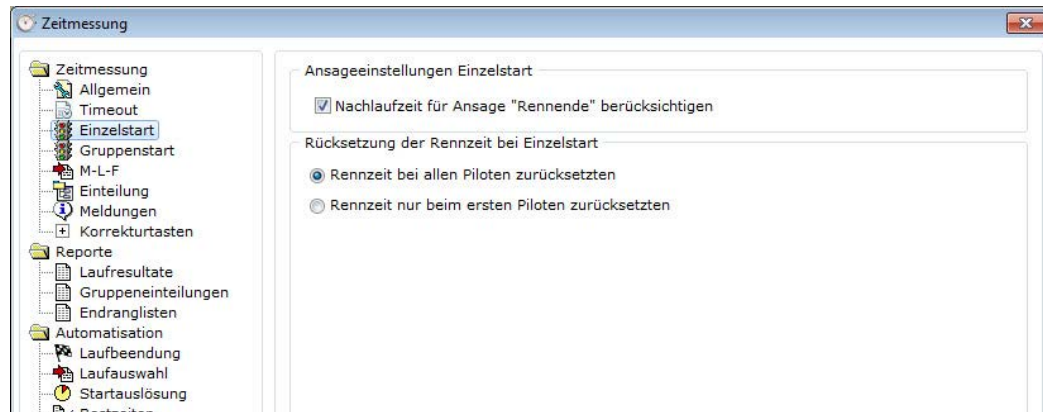 Zeitmessung
Zeitmessung
Allgemein
Timeout
Einzelstart
Gruppenstart
M-L-F
Einteilung
Meldungen
Korrekturtasten
Reporte
Laufresultate
Gruppeneinteilungen
Endranglisten
Automatisation
Laufbeendung
Laufauswahl
Startauslösung
Ansageeinstellungen Einzelstart
Nachlaufzeit für Ansage "Rennende" berücksichtigen
Rücksetzung der Rennzeit bei Einzelstart
Rennzeit bei allen Piloten zurücksetzten
Rennzeit nur beim ersten Piloten zurücksetzten